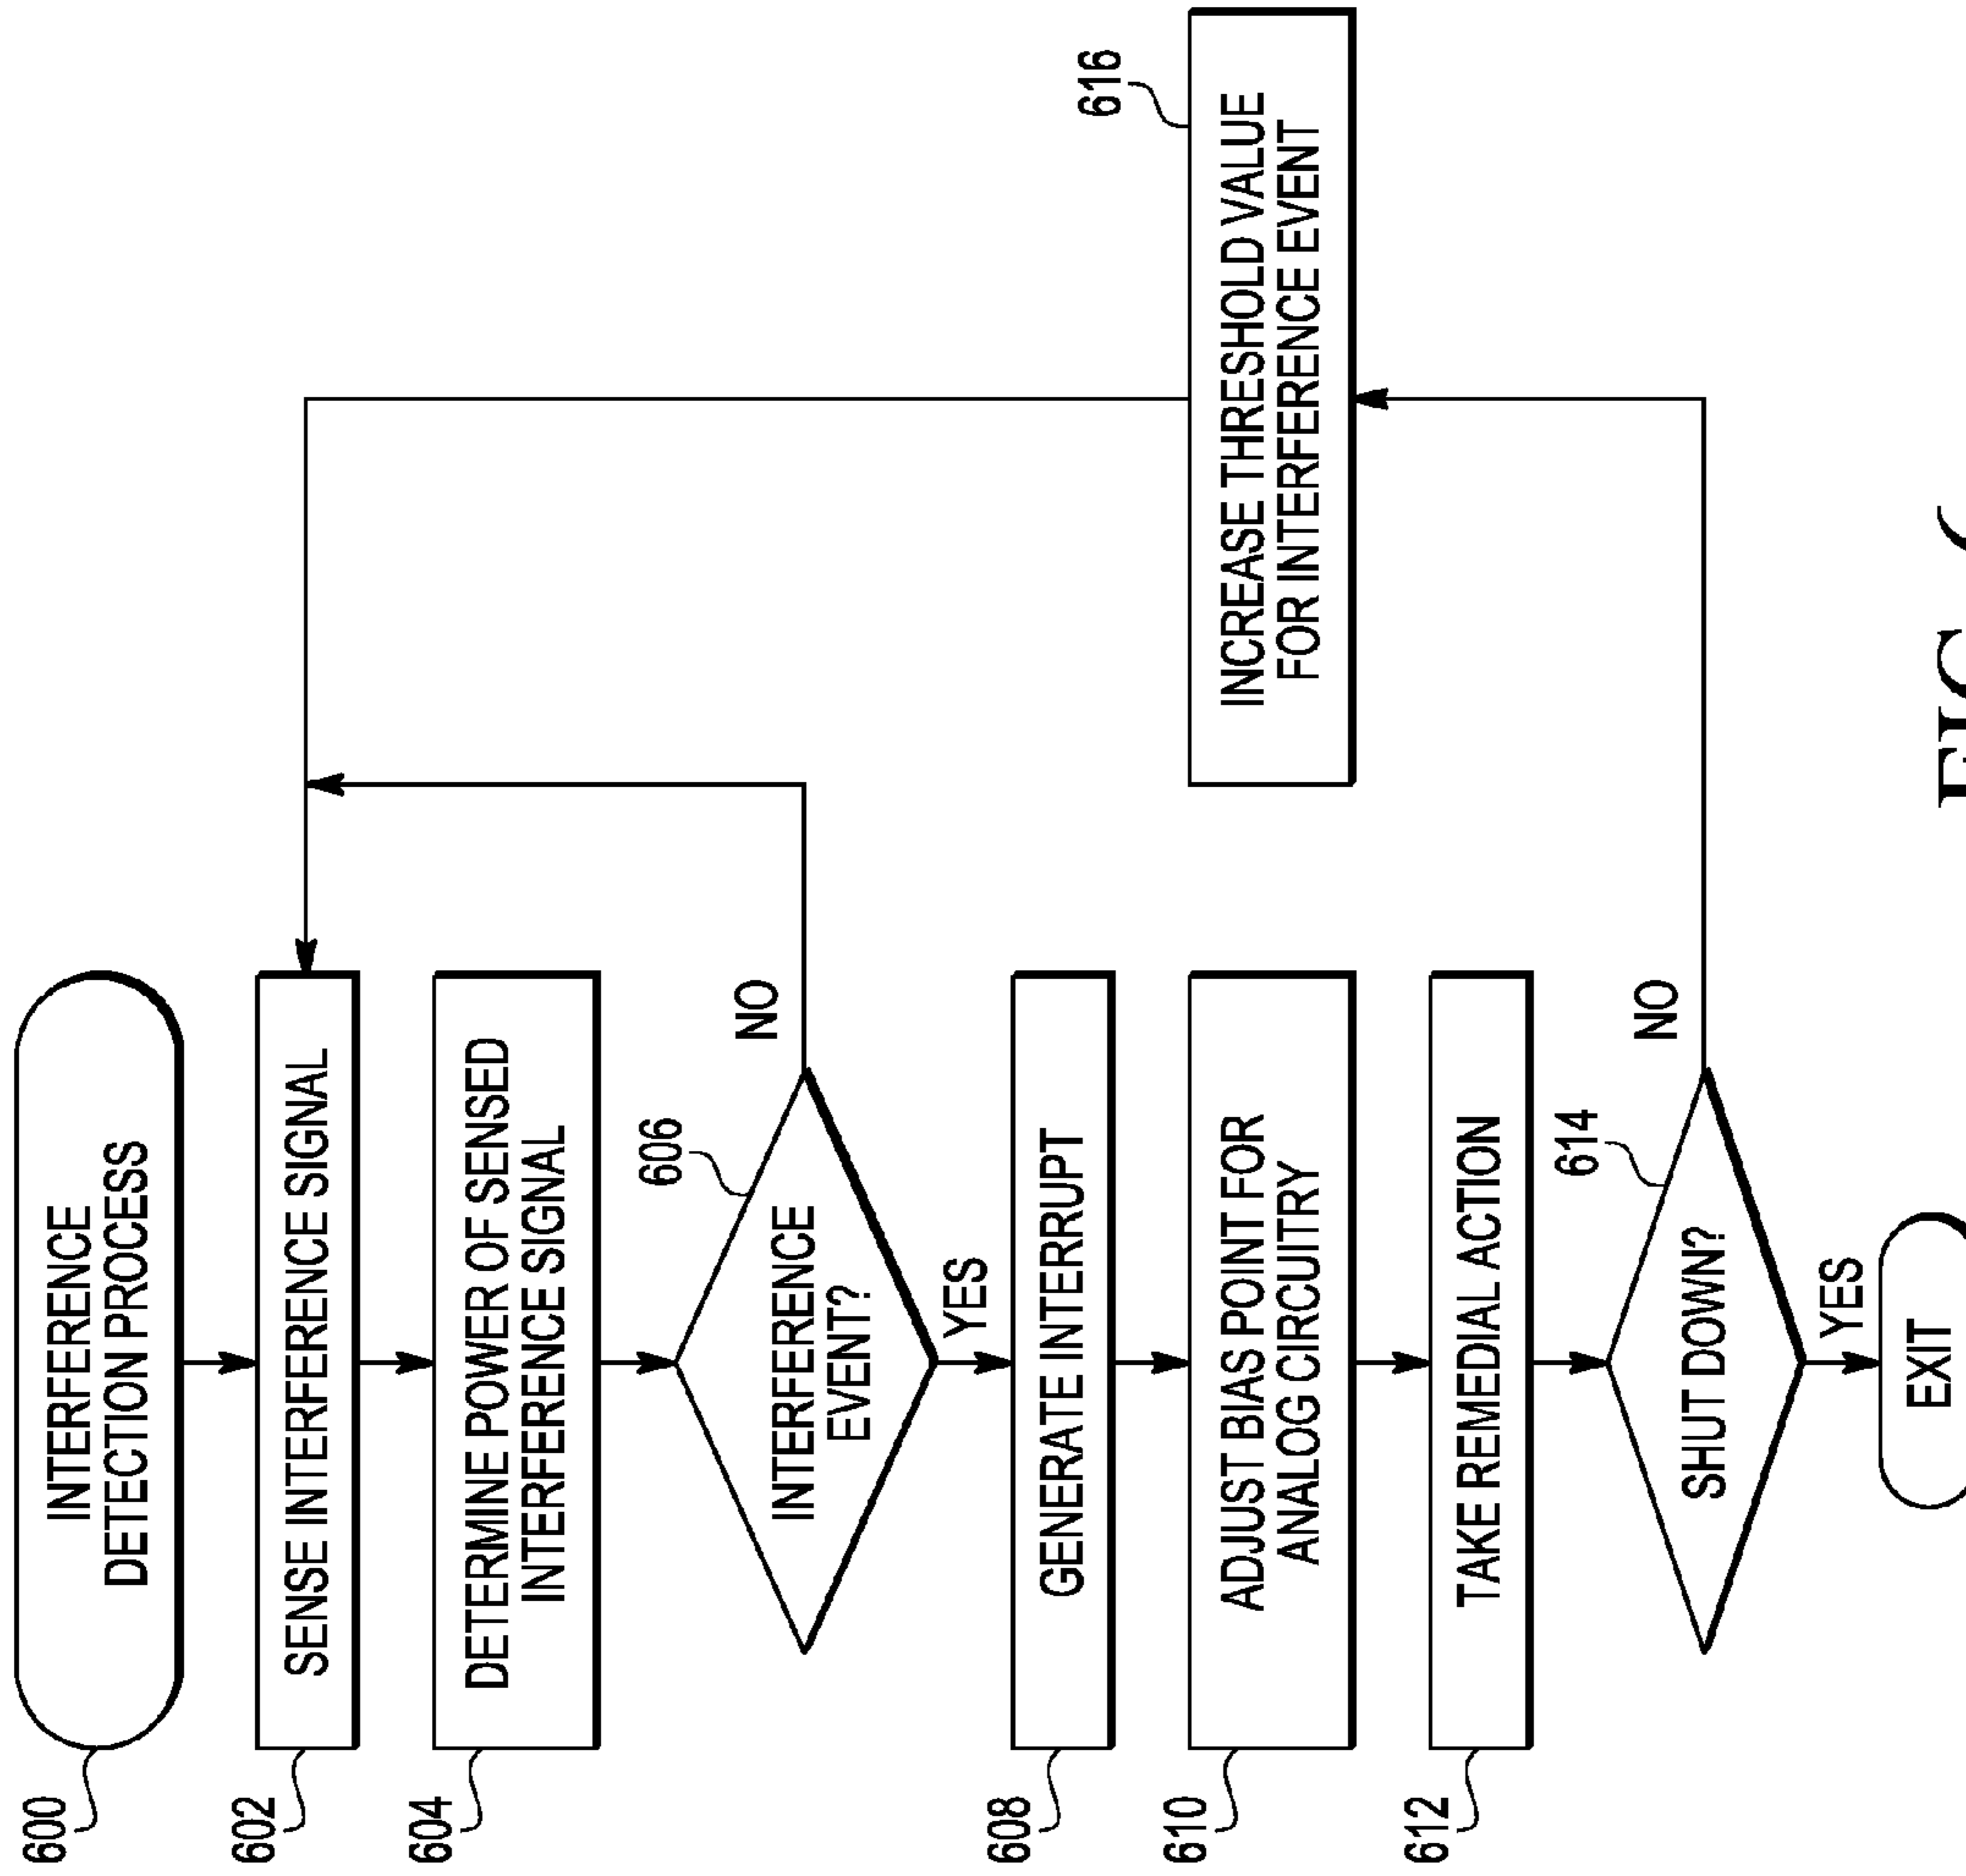 600
INTERFERENCE
DETECTION PROCESS
602
SENSE INTERFERENCE SIGNAL
604
DETERMINE POWER OF SENSED
INTERFERENCE SIGNAL
606
INTERFERENCE
EVENT?
NO
YES
608
GENERATE INTERRUPT
610
ADJUST BIAS POINT FOR
ANALOG CIRCUITRY
616
INCREASE THRESHOLD VALUE
FOR INTERFERENCE EVENT
612
TAKE REMEDIAL ACTION
614
SHUT DOWN?
NO
YES
EXIT